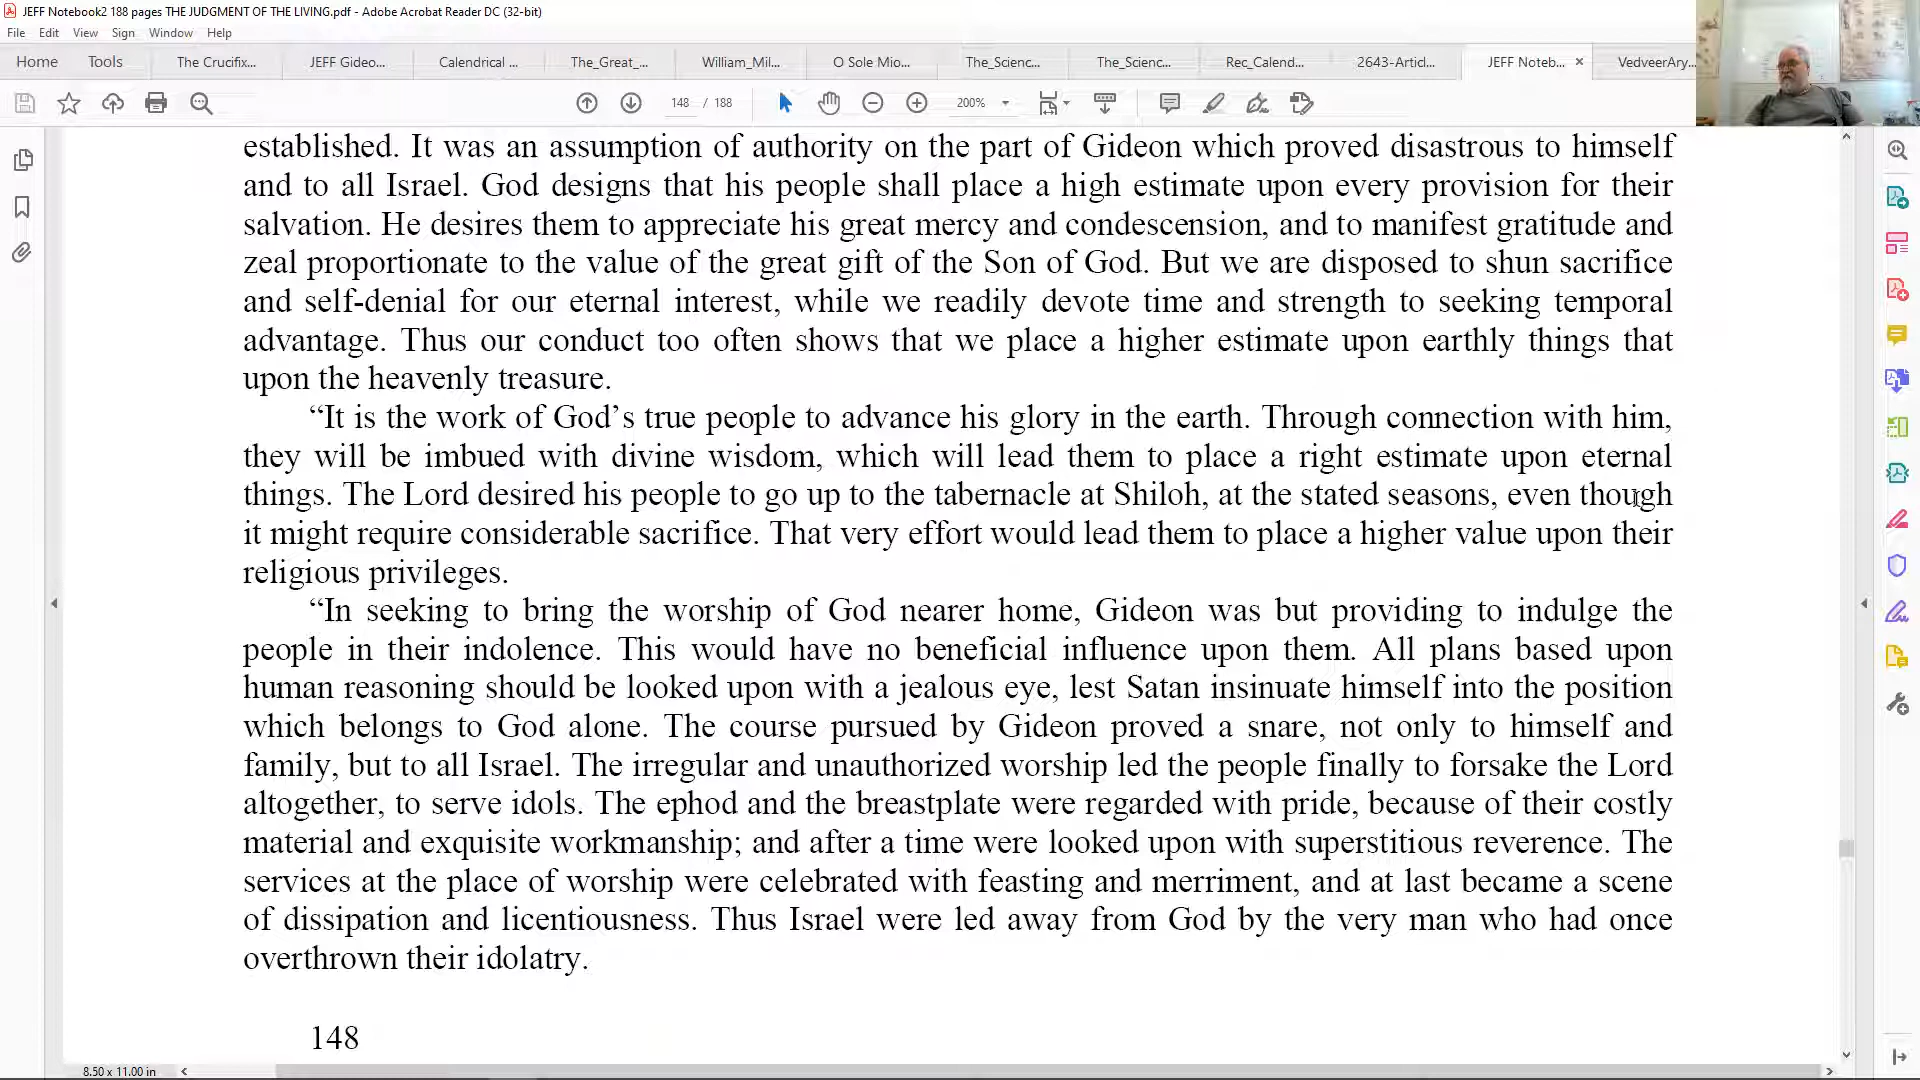 JEFF Notebook2 188 pages THE JUDGMENT OF THE LIVING.pdf - Adobe Acrobat Reader DC (32-bit)
File Edit View Sign Window Help
Home Tools The Crucifix... JEFF Gideo... Calendrical ... The_Great_... William_Mil... O Sole Mio... The_Scienc... The_Scienc... Rec_Calend... 2643-Articl... JEFF Noteb... × VedveerAry...
148 / 188 200%
established. It was an assumption of authority on the part of Gideon which proved disastrous to himself
and to all Israel. God designs that his people shall place a high estimate upon every provision for their
salvation. He desires them to appreciate his great mercy and condescension, and to manifest gratitude and
zeal proportionate to the value of the great gift of the Son of God. But we are disposed to shun sacrifice
and self-denial for our eternal interest, while we readily devote time and strength to seeking temporal
advantage. Thus our conduct too often shows that we place a higher estimate upon earthly things that
upon the heavenly treasure.
“It is the work of God’s true people to advance his glory in the earth. Through connection with him,
they will be imbued with divine wisdom, which will lead them to place a right estimate upon eternal
things. The Lord desired his people to go up to the tabernacle at Shiloh, at the stated seasons, even though
it might require considerable sacrifice. That very effort would lead them to place a higher value upon their
religious privileges.
“In seeking to bring the worship of God nearer home, Gideon was but providing to indulge the
people in their indolence. This would have no beneficial influence upon them. All plans based upon
human reasoning should be looked upon with a jealous eye, lest Satan insinuate himself into the position
which belongs to God alone. The course pursued by Gideon proved a snare, not only to himself and
family, but to all Israel. The irregular and unauthorized worship led the people finally to forsake the Lord
altogether, to serve idols. The ephod and the breastplate were regarded with pride, because of their costly
material and exquisite workmanship; and after a time were looked upon with superstitious reverence. The
services at the place of worship were celebrated with feasting and merriment, and at last became a scene
of dissipation and licentiousness. Thus Israel were led away from God by the very man who had once
overthrown their idolatry.
148
8.50 x 11.00 in